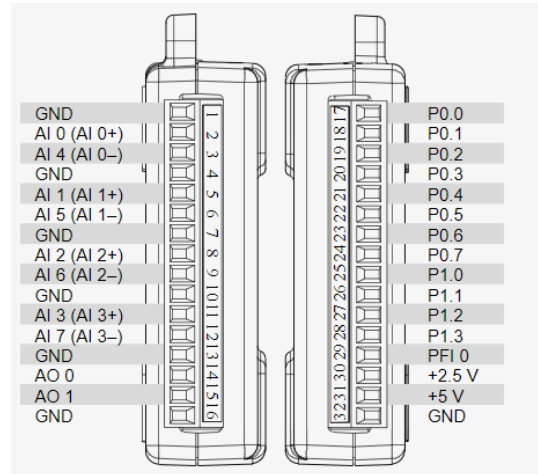 GND 1
AI 0 (AI 0+) 2
AI 4 (AI 0–) 3
GND 4
AI 1 (AI 1+) 5
AI 5 (AI 1–) 6
GND 7
AI 2 (AI 2+) 8
AI 6 (AI 2–) 9
GND 10
AI 3 (AI 3+) 11
AI 7 (AI 3–) 12
GND 13
AO 0 14
AO 1 15
GND 16
17 P0.0
18 P0.1
19 P0.2
20 P0.3
21 P0.4
22 P0.5
23 P0.6
24 P0.7
25 P1.0
26 P1.1
27 P1.2
28 P1.3
29 PFI 0
30 +2.5 V
31 +5 V
32 GND